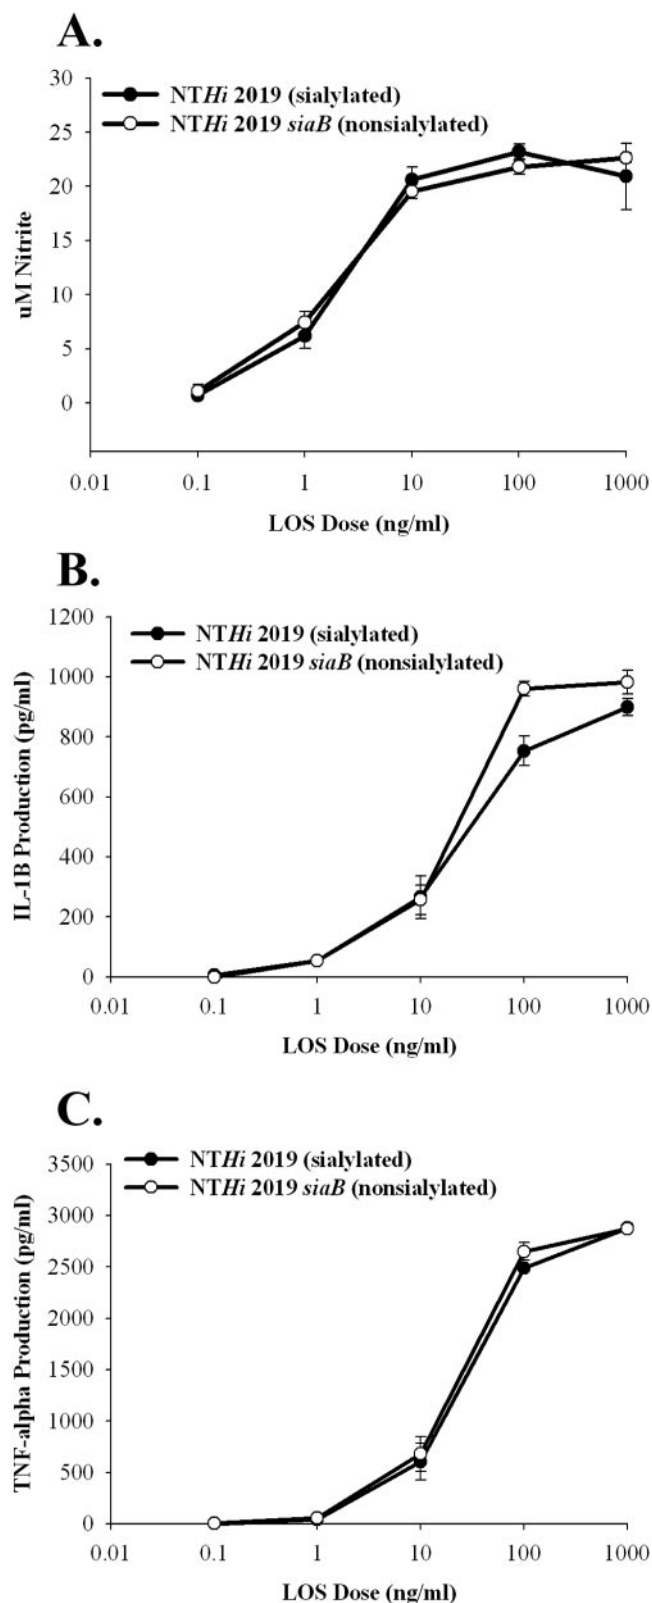 A.
NTHi 2019 (sialylated)
NTHi 2019 siaB (nonsialylated)
30
25
20
15
10
5
0
uM Nitrite
0.01 0.1 1 10 100 1000
LOS Dose (ng/ml)
B.
NTHi 2019 (sialylated)
NTHi 2019 siaB (nonsialylated)
1200
1000
800
600
400
200
0
IL-1B Production (pg/ml)
0.01 0.1 1 10 100 1000
LOS Dose (ng/ml)
C.
NTHi 2019 (sialylated)
NTHi 2019 siaB (nonsialylated)
3500
3000
2500
2000
1500
1000
500
0
TNF-alpha Production (pg/ml)
0.01 0.1 1 10 100 1000
LOS Dose (ng/ml)